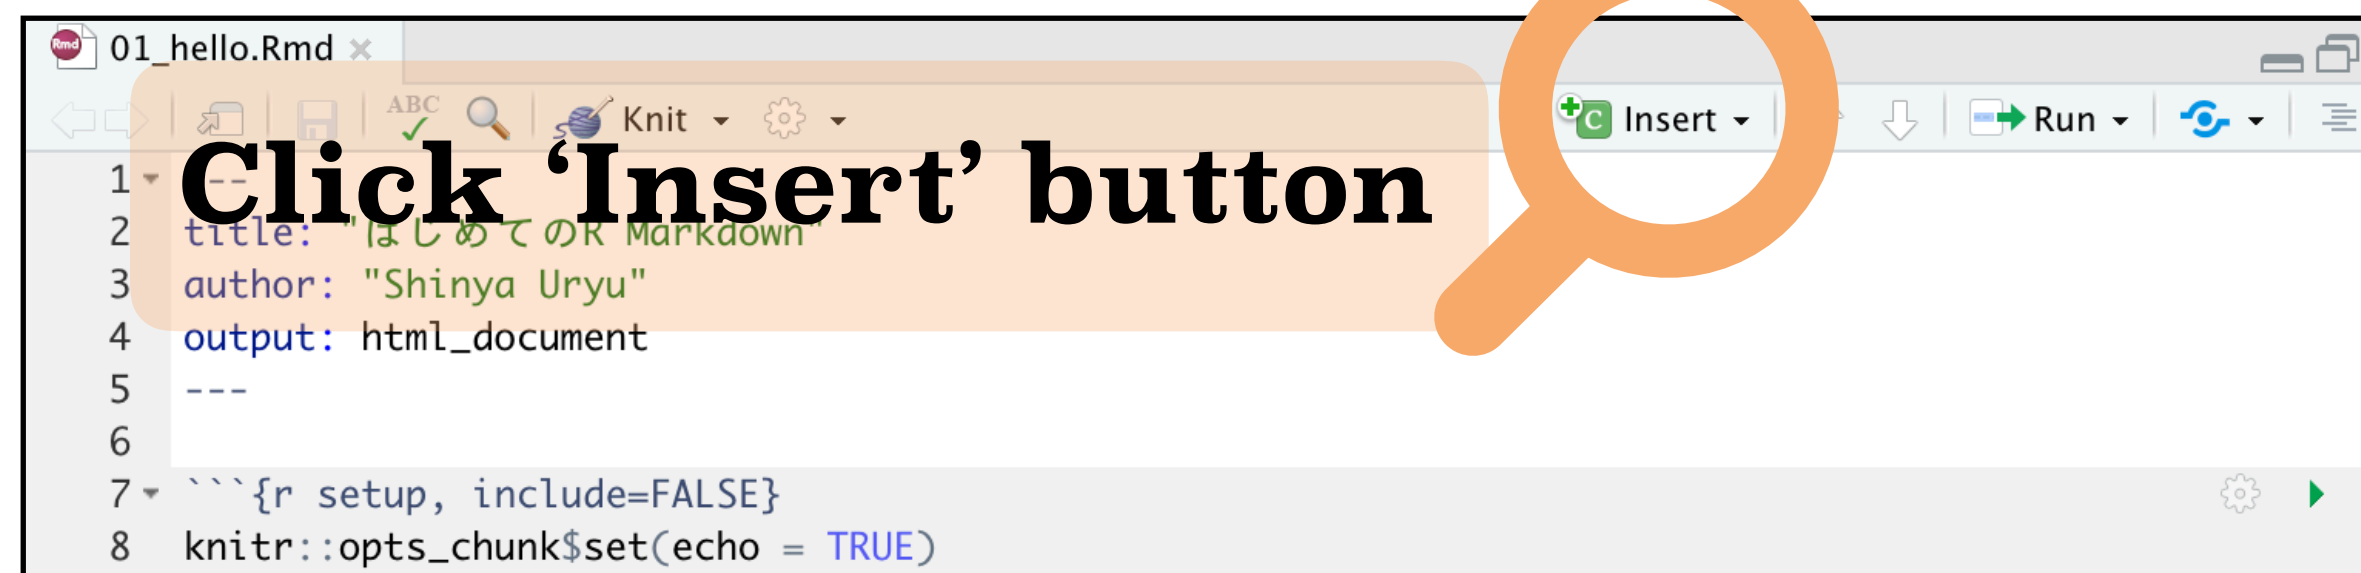 01_hello.Rmd
ABC Knit Insert Run
Click ‘Insert’ button
1 ---
2 title: "はじめてのR Markdown"
3 author: "Shinya Uryu"
4 output: html_document
5 ---
6
7 ```{r setup, include=FALSE}
8 knitr::opts_chunk$set(echo = TRUE)